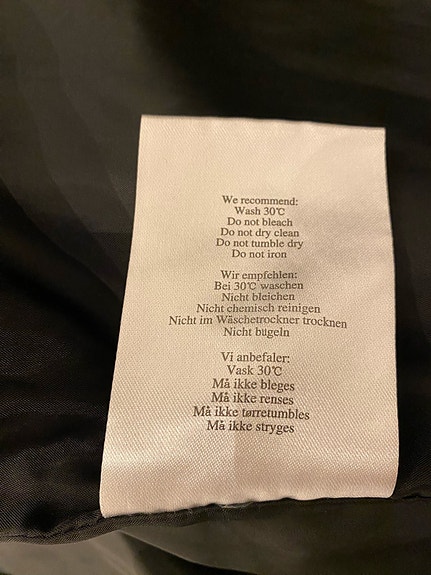 We recommend:
Wash 30℃
Do not bleach
Do not dry clean
Do not tumble dry
Do not iron
Wir empfehlen:
Bei 30℃ waschen
Nicht bleichen
Nicht chemisch reinigen
Nicht im Wäschetrockner trocknen
Nicht bügeln
Vi anbefaler:
Vask 30℃
Må ikke bleges
Må ikke renses
Må ikke tørretumbles
Må ikke stryges